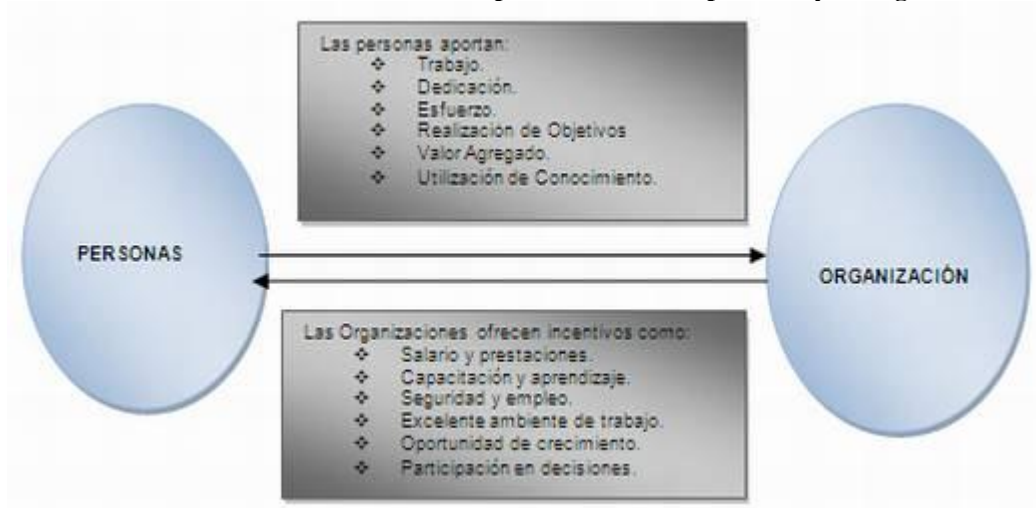 Las personas aportan:
❖ Trabajo.
❖ Dedicación.
❖ Esfuerzo.
❖ Realización de Objetivos
❖ Valor Agregado.
❖ Utilización de Conocimiento.
PERSONAS
ORGANIZACIÓN
Las Organizaciones ofrecen incentivos como:
❖ Salario y prestaciones.
❖ Capacitación y aprendizaje.
❖ Seguridad y empleo.
❖ Excelente ambiente de trabajo.
❖ Oportunidad de crecimiento.
❖ Participación en decisiones.